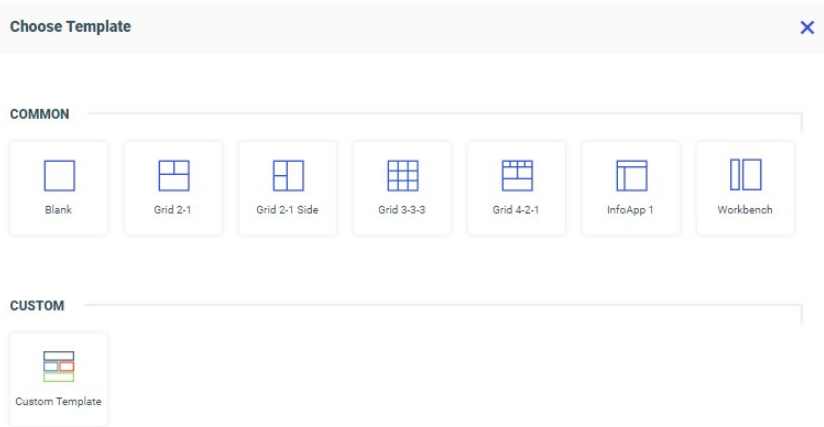 Choose Template
COMMON
Blank
Grid 2-1
Grid 2-1 Side
Grid 3-3-3
Grid 4-2-1
InfoApp 1
Workbench
CUSTOM
Custom Template